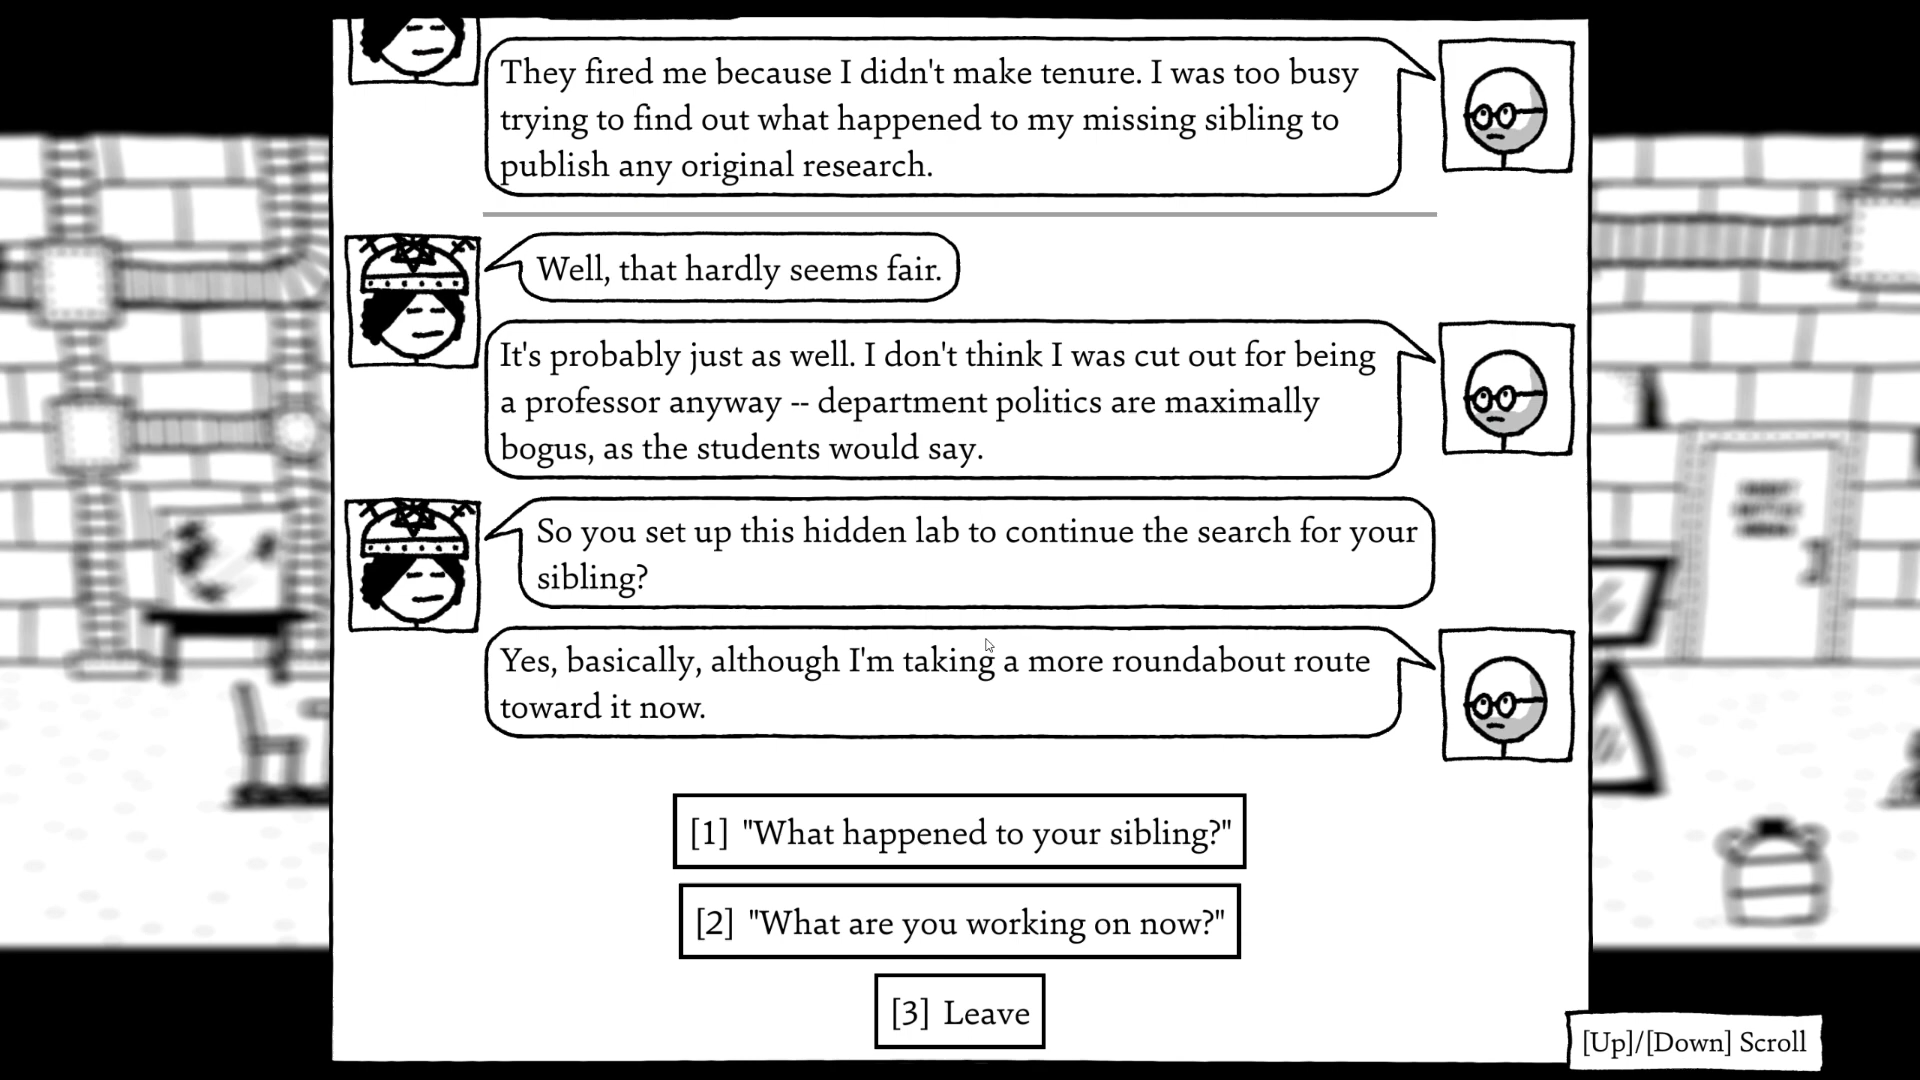 They fired me because I didn't make tenure. I was too busy
trying to find out what happened to my missing sibling to
publish any original research.
Well, that hardly seems fair.
It's probably just as well. I don't think I was cut out for being
a professor anyway -- department politics are maximally
bogus, as the students would say.
So you set up this hidden lab to continue the search for your
sibling?
Yes, basically, although I'm taking a more roundabout route
toward it now.
[1] "What happened to your sibling?"
[2] "What are you working on now?"
[3] Leave
[Up]/[Down] Scroll